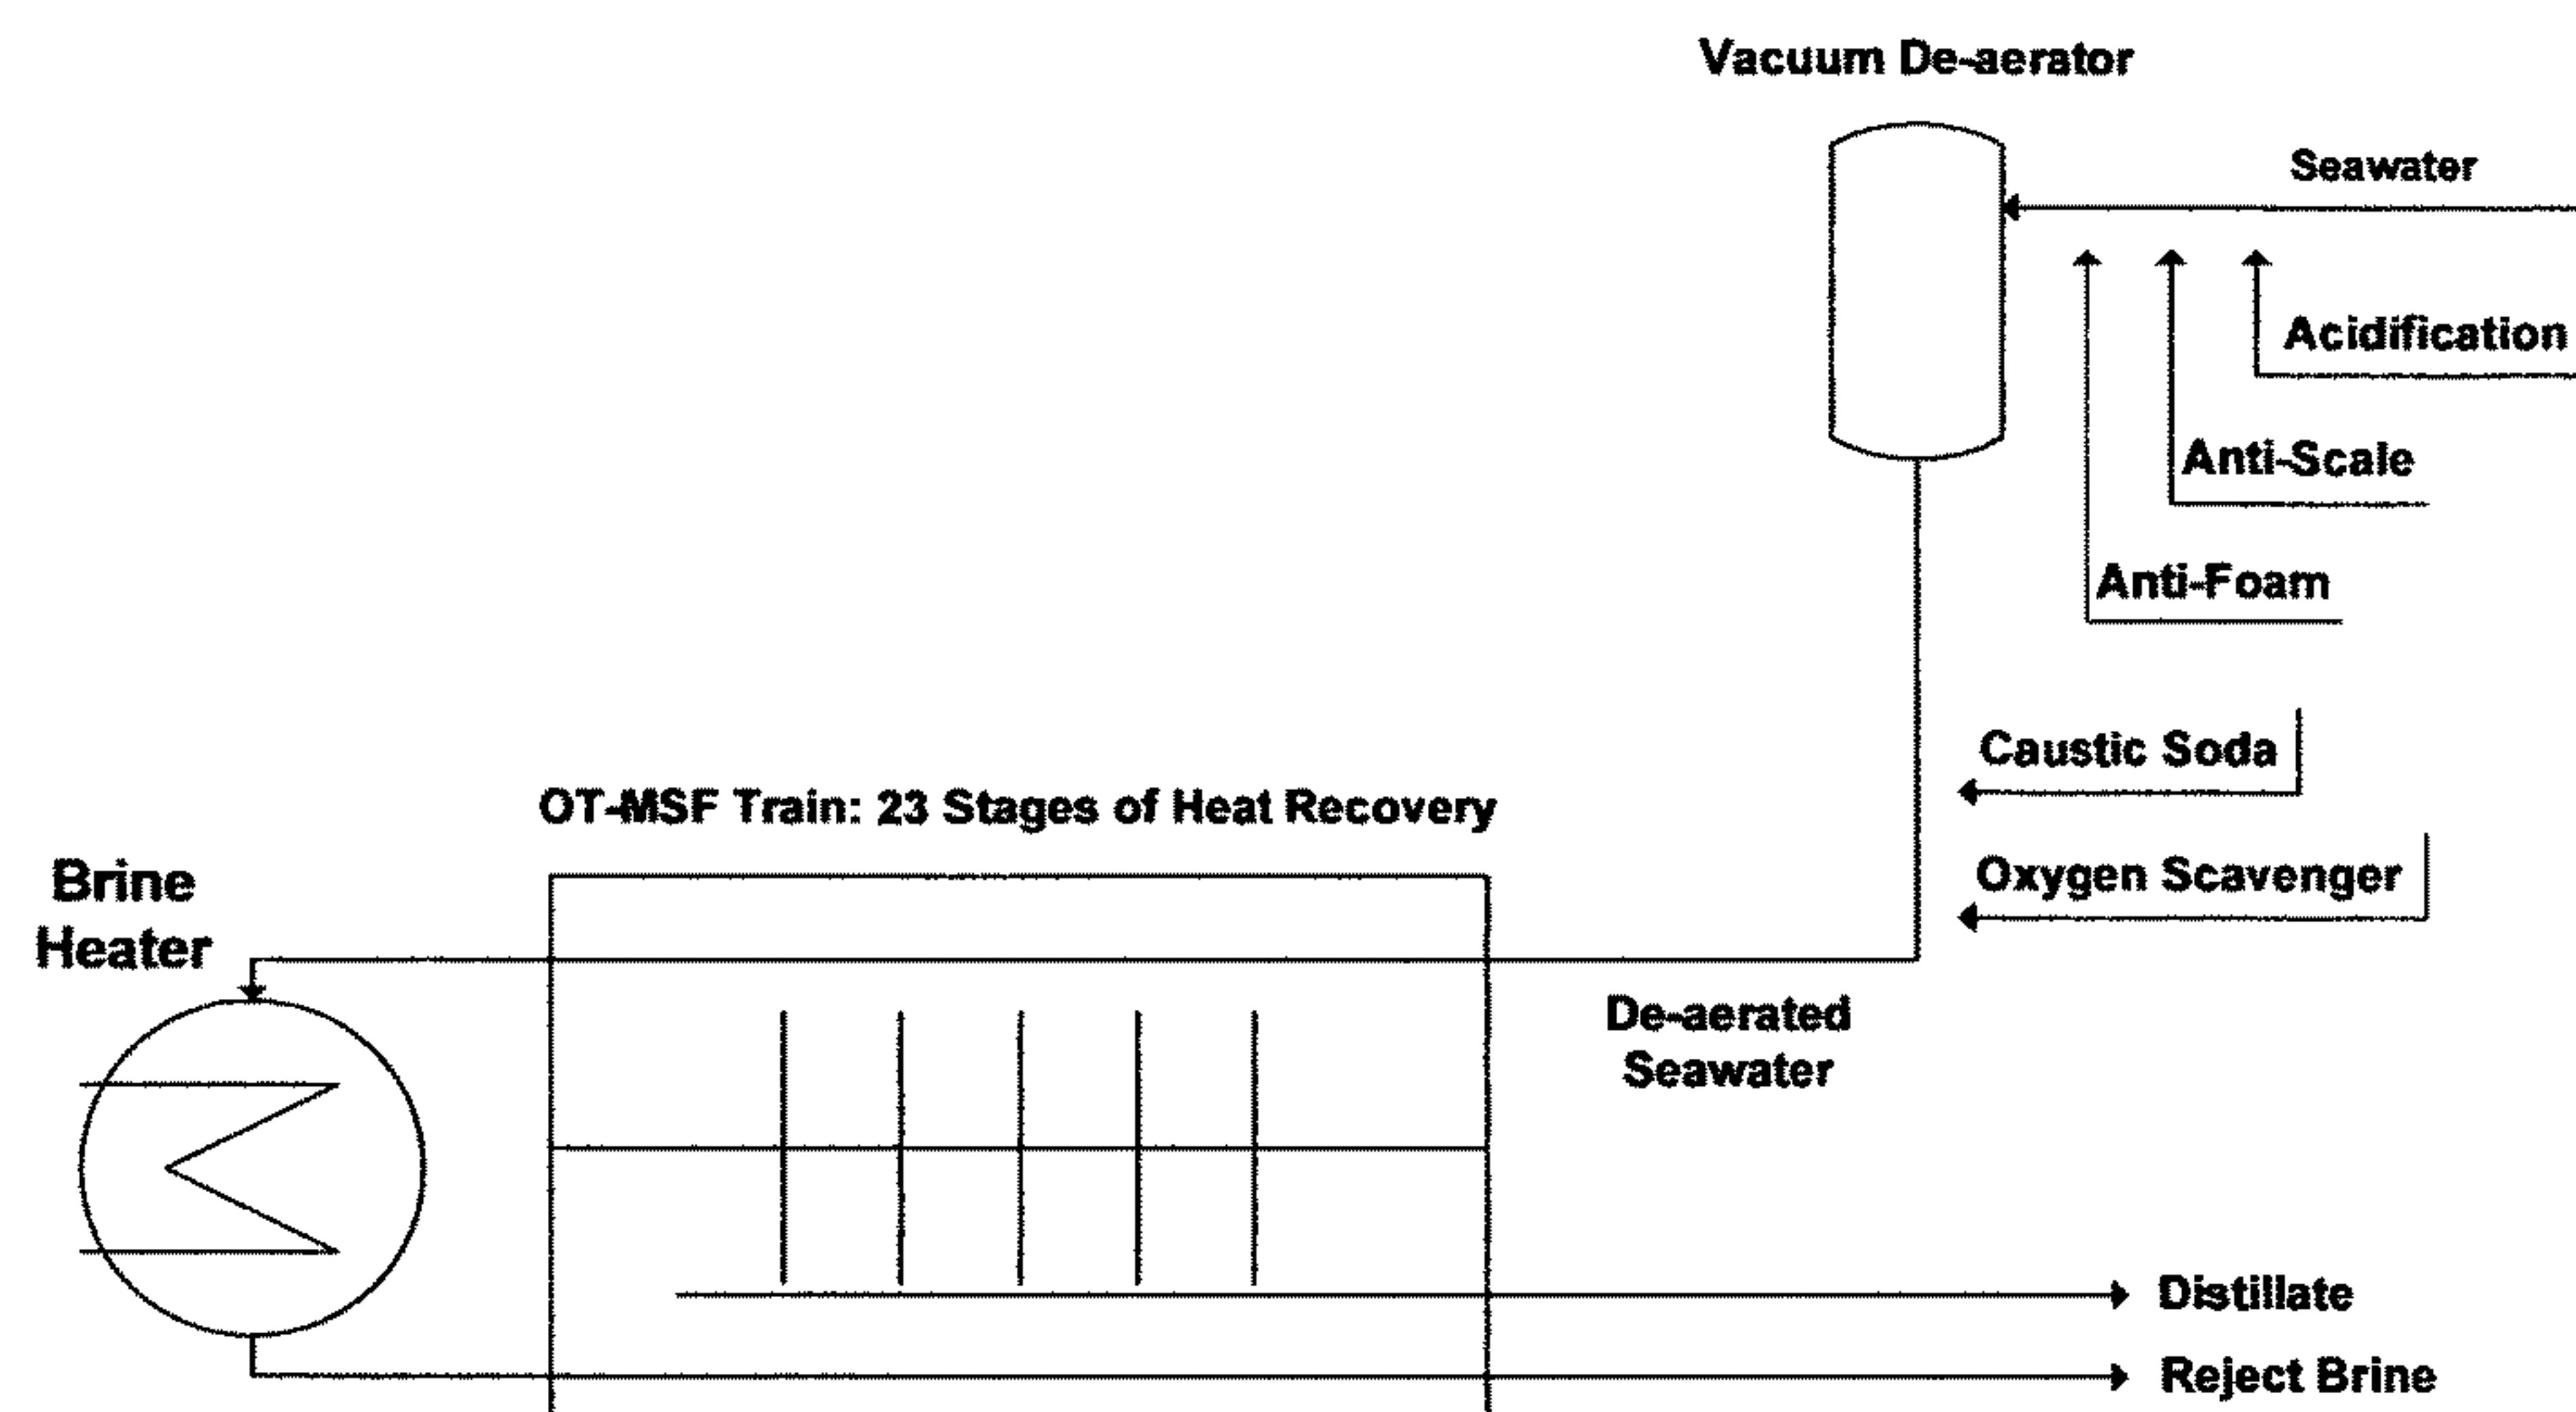 Vacuum De-aerator
Seawater
Acidification
Anti-Scale
Anti-Foam
Caustic Soda
OT-MSF Train: 23 Stages of Heat Recovery
Oxygen Scavenger
Brine
Heater
De-aerated
Seawater
Distillate
Reject Brine